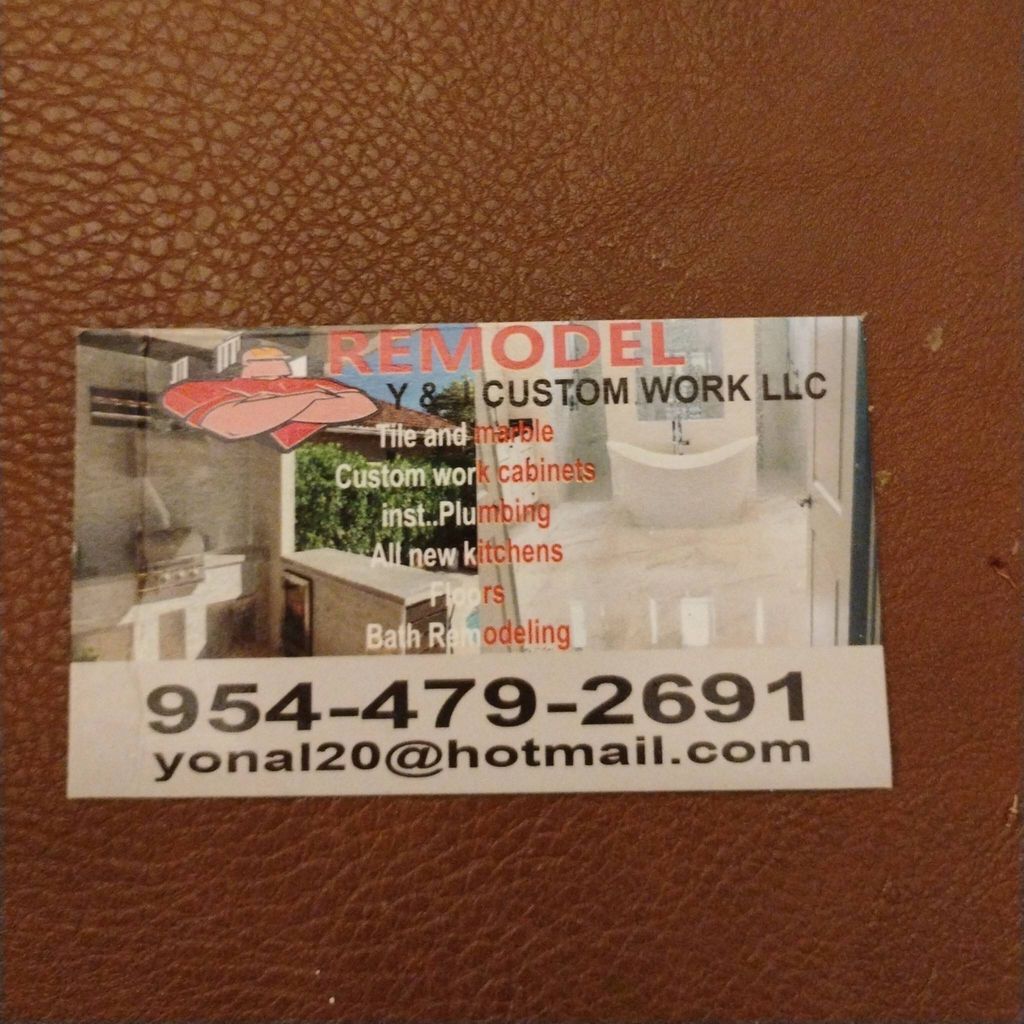 REMODEL
Y & CUSTOM WORK LLC
Tile and marble
Custom work cabinets
inst..Plumbing
All new kitchens
Floors
Bath Remodeling
954-479-2691
yonal20@hotmail.com